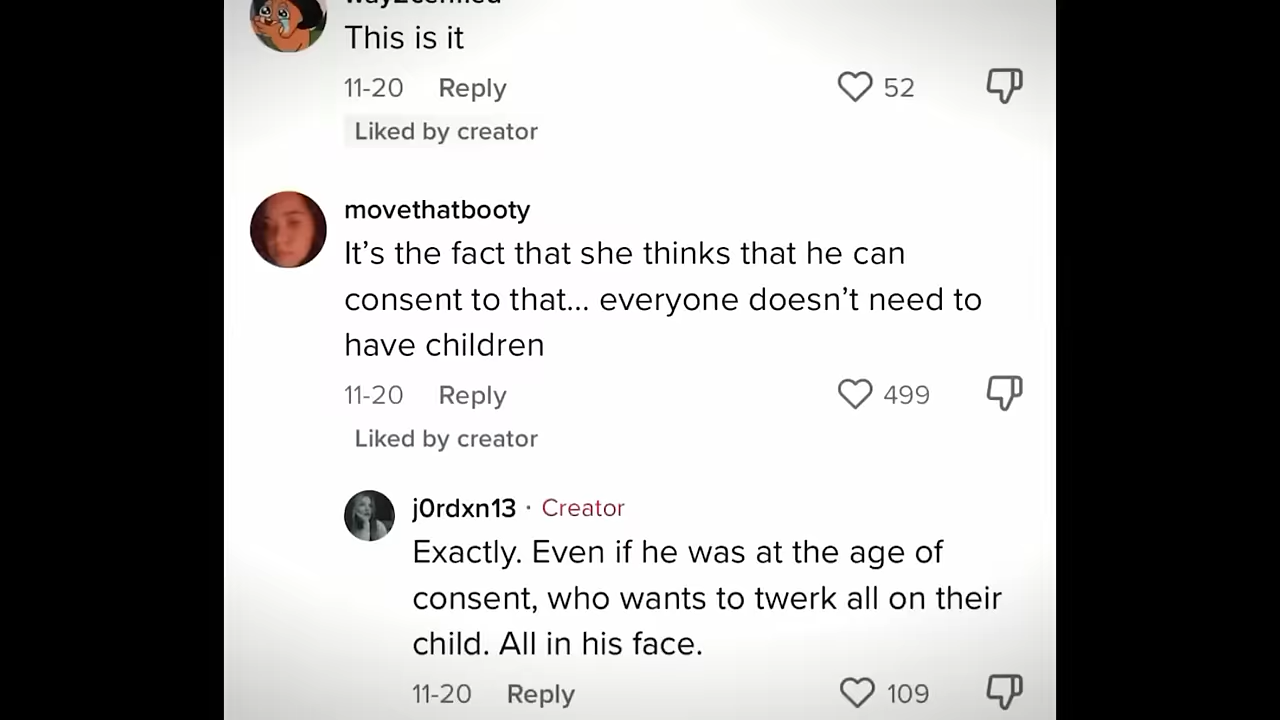 This is it
11-20 Reply 52
Liked by creator
movethatbooty
It's the fact that she thinks that he can
consent to that... everyone doesn't need to
have children
11-20 Reply 499
Liked by creator
j0rdxn13 · Creator
Exactly. Even if he was at the age of
consent, who wants to twerk all on their
child. All in his face.
11-20 Reply 109